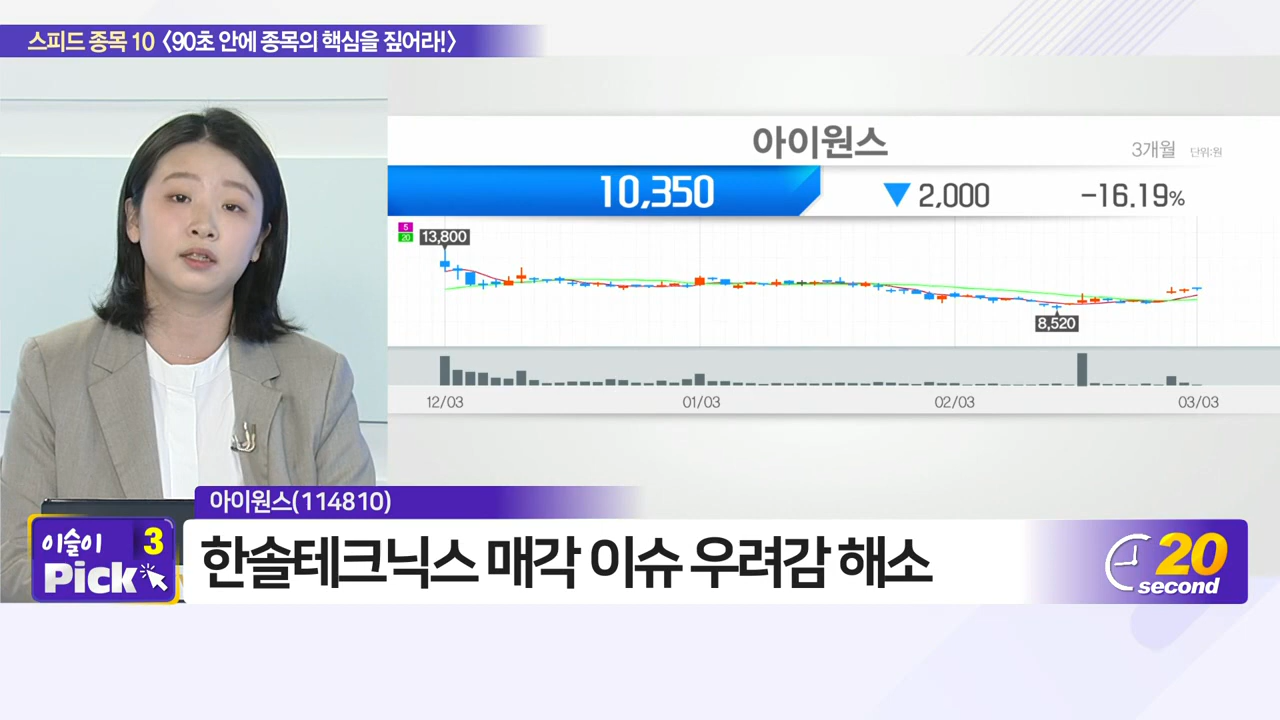 스피드 종목 10 〈90초 안에 종목의 핵심을 짚어라!〉
아이원스
3개월 단위:원
10,350 ▼ 2,000 -16.19%
5
20
13,800
8,520
12/03 01/03 02/03 03/03
아이원스(114810)
이슬이 3
Pick
한솔테크닉스 매각 이슈 우려감 해소
20
second